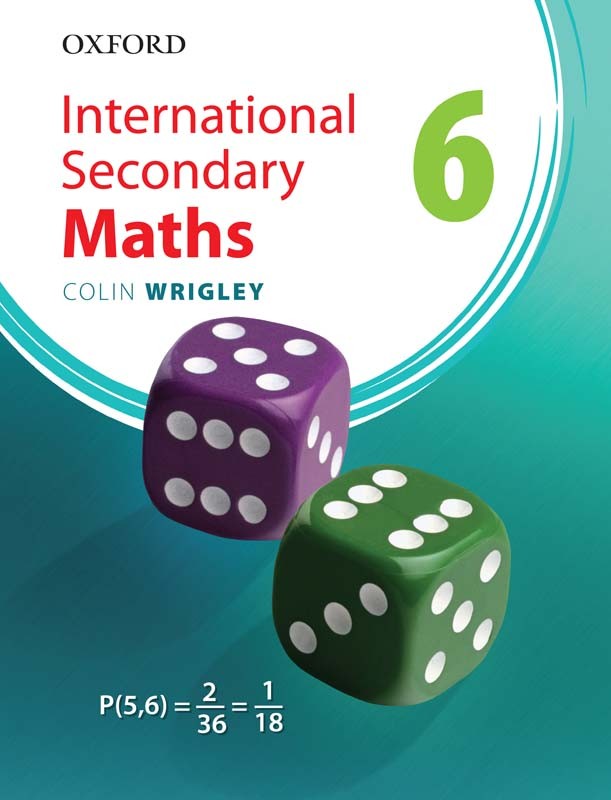 OXFORD
International
Secondary
Maths
6
COLIN WRIGLEY
P(5,6) = 2/36 = 1/18